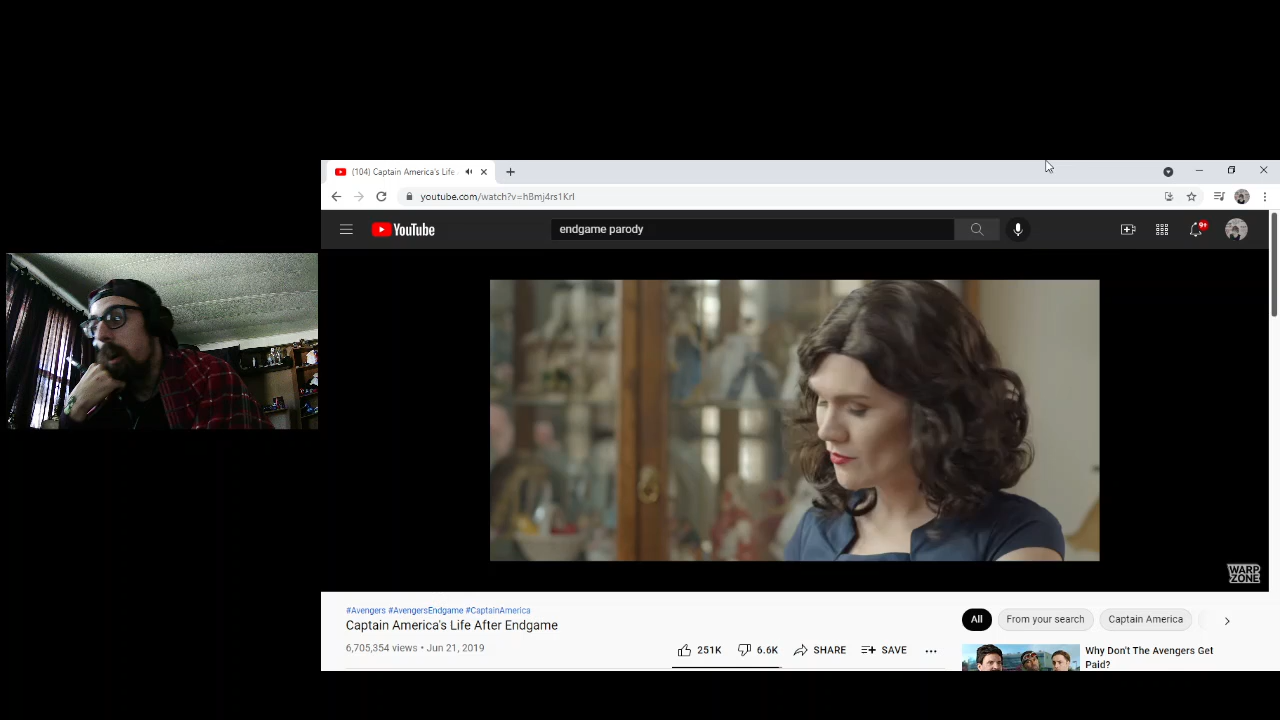 (104) Captain America's Life
youtube.com/watch?v=hBmj4rs1KrI
YouTube
endgame parody
9+
WARP
ZONE
#Avengers #AvengersEndgame #CaptainAmerica
Captain America's Life After Endgame
6,705,354 views • Jun 21, 2019
251K
6.6K
SHARE
SAVE
All
From your search
Captain America
Why Don't The Avengers Get
Paid?